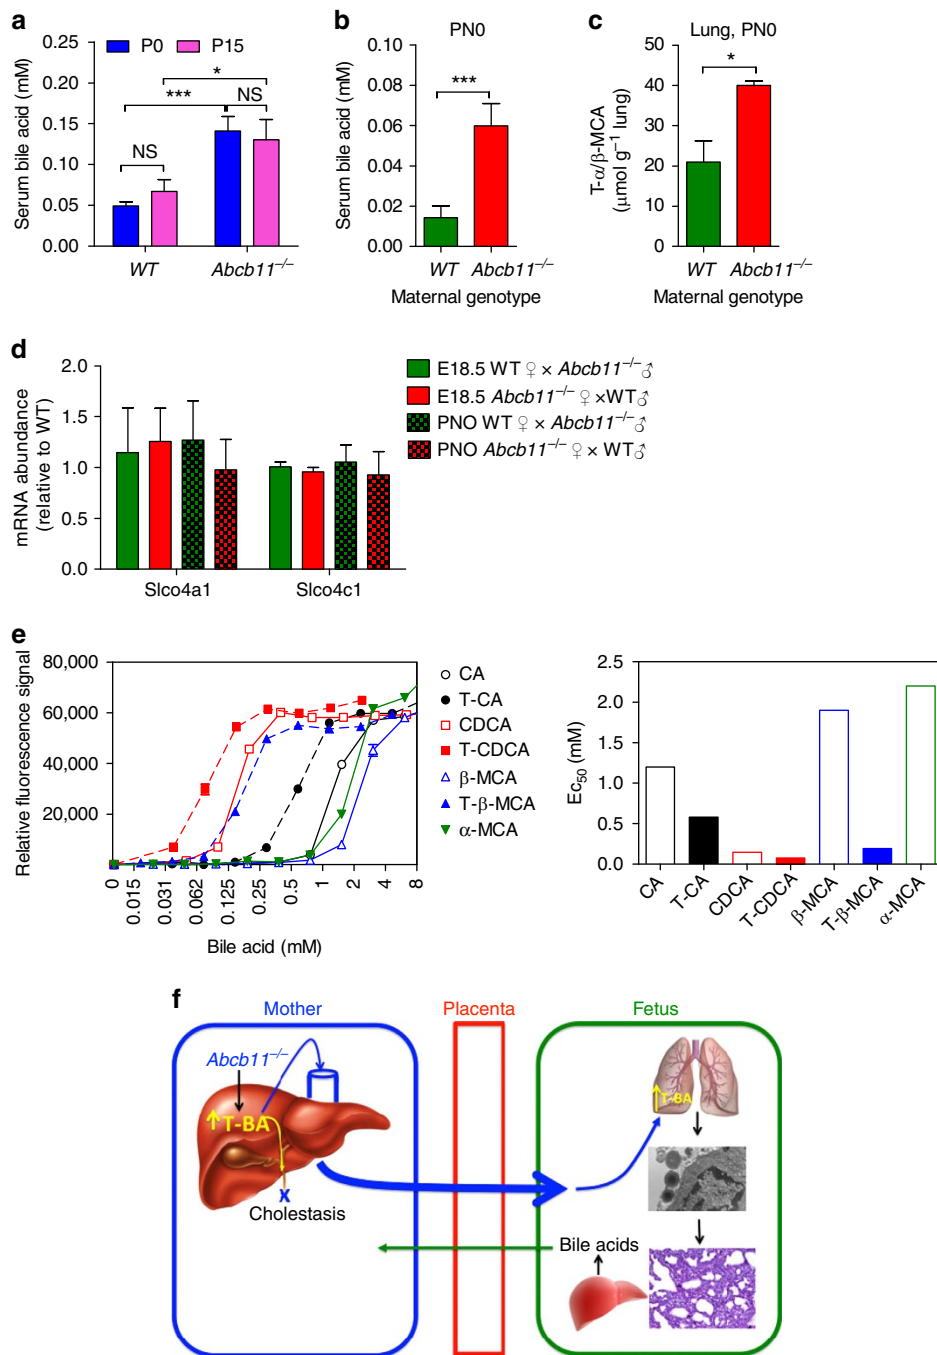 a
0.25
0.20
0.15
0.10
0.05
0.00
Serum bile acid (mM)
P0 P15
*
***
NS
NS
WT Abcb11–/–
b
PN0
0.10
0.08
0.06
0.04
0.02
0.00
Serum bile acid (mM)
***
WT Abcb11–/–
Maternal genotype
c
Lung, PN0
50
40
30
20
10
0
T-α/β-MCA
(μmol g–1 lung)
*
WT Abcb11–/–
Maternal genotype
d
2.0
1.5
1.0
0.5
0.0
mRNA abundance
(relative to WT)
Slco4a1 Slco4c1
E18.5 WT ♀ × Abcb11–/–♂
E18.5 Abcb11–/– ♀ ×WT♂
PNO WT ♀ × Abcb11–/–♂
PNO Abcb11–/– ♀ × WT♂
e
80,000
60,000
40,000
20,000
0
Relative fluorescence signal
0 0.015 0.031 0.062 0.125 0.25 0.5 1 2 4 8
Bile acid (mM)
CA
T-CA
CDCA
T-CDCA
β-MCA
T-β-MCA
α-MCA
2.5
2.0
1.5
1.0
0.5
0.0
Ec50 (mM)
CA T-CA CDCA T-CDCA β-MCA T-β-MCA α-MCA
f
Mother Placenta Fetus
Abcb11–/–
T-BA
X
Cholestasis
T-BA
Bile acids